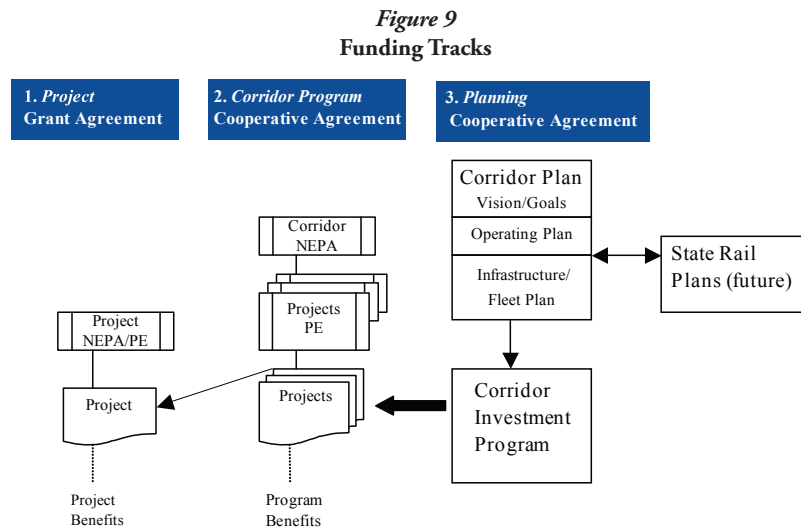 Figure 9
Funding Tracks
1. Project
Grant Agreement
2. Corridor Program
Cooperative Agreement
3. Planning
Cooperative Agreement
Project
NEPA/PE
Project
Project
Benefits
Corridor
NEPA
Projects
PE
Projects
Program
Benefits
Corridor Plan
Vision/Goals
Operating Plan
Infrastructure/
Fleet Plan
Corridor
Investment
Program
State Rail
Plans (future)